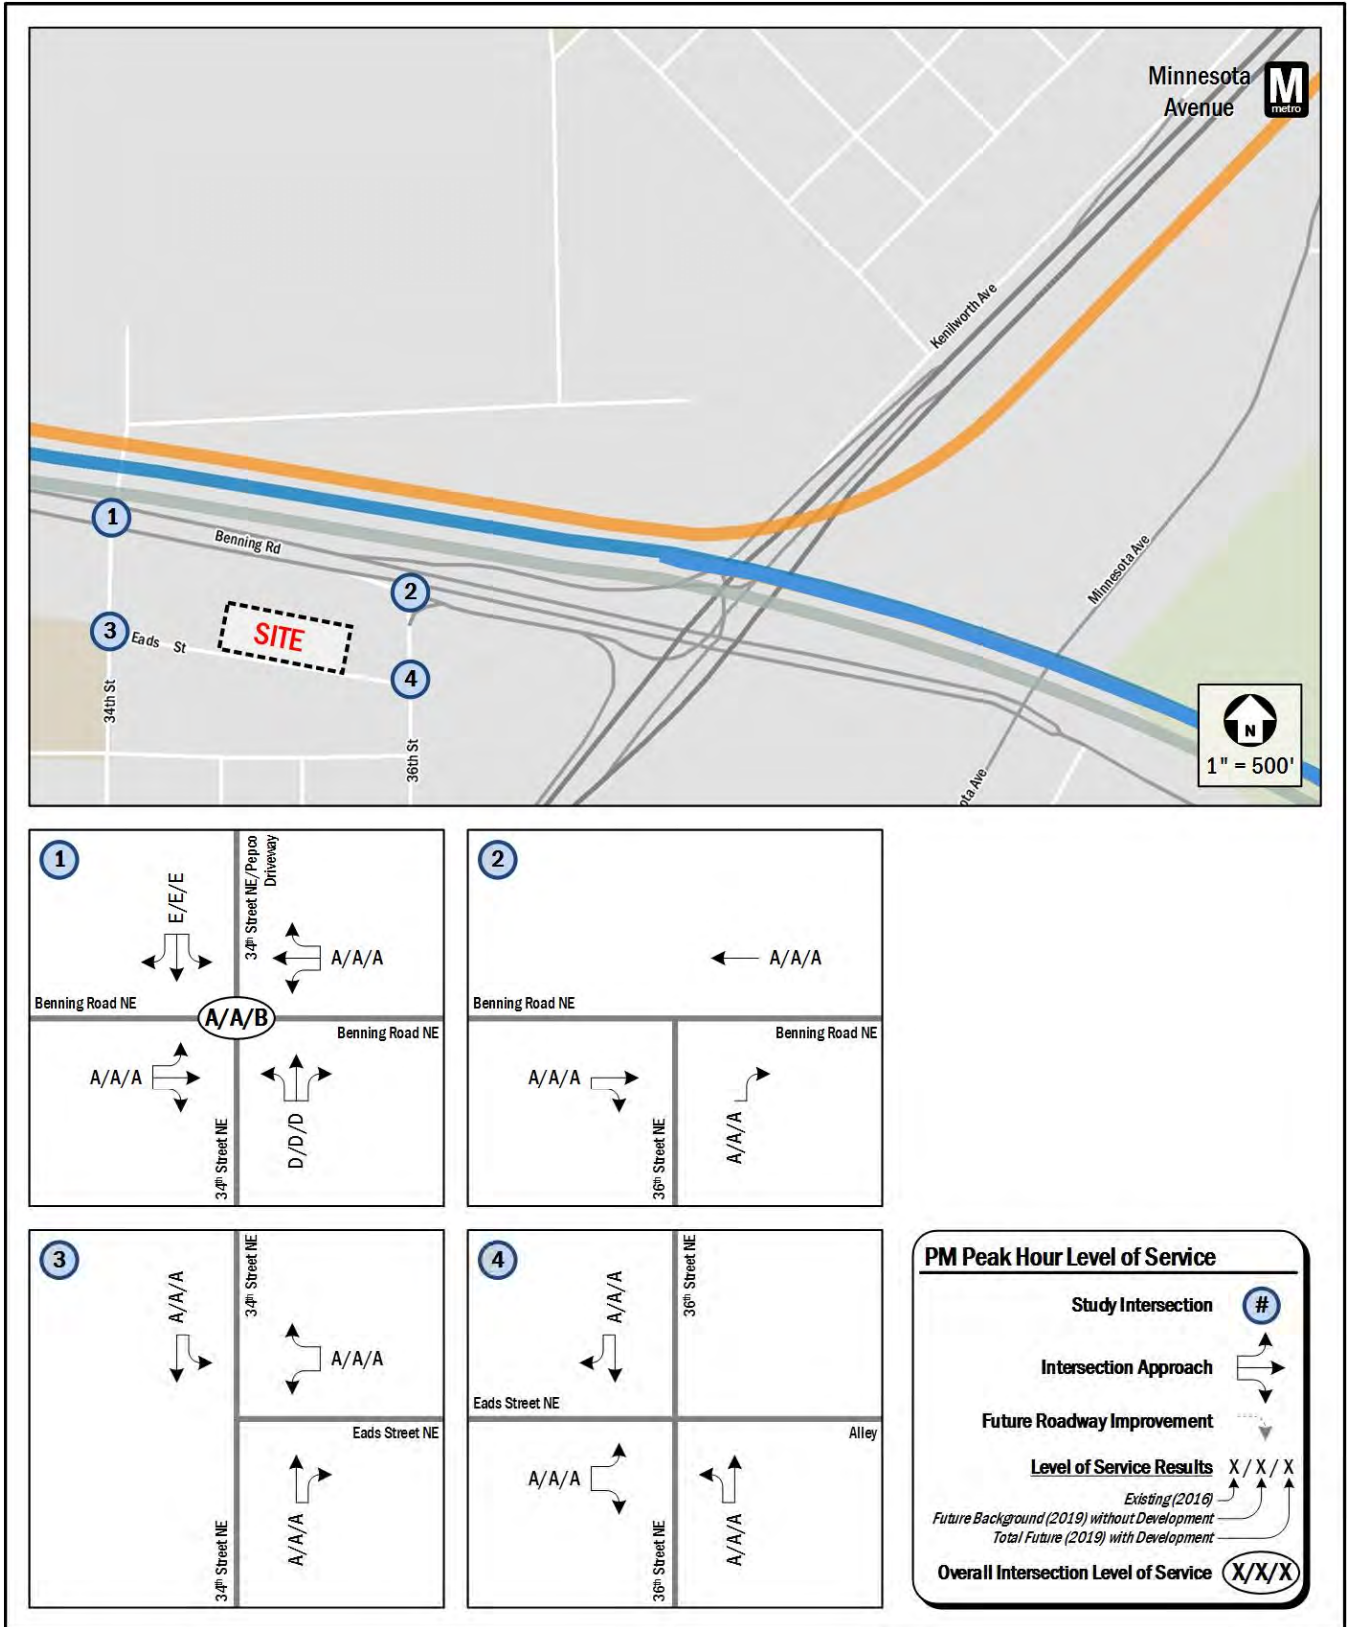 Minnesota
Avenue
M
metro
Kenilworth Ave
1
Benning Rd
2
Minnesota Ave
3
Eads St
SITE
4
34th St
36th St
ota Ave
N
1" = 500'
1
34th Street NE/Pepco
Driveway
E/E/E
A/A/A
Benning Road NE
A/A/B
Benning Road NE
A/A/A
D/D/D
34th Street NE
2
A/A/A
Benning Road NE
Benning Road NE
A/A/A
A/A/A
36th Street NE
3
34th Street NE
A/A/A
A/A/A
Eads Street NE
A/A/A
34th Street NE
4
36th Street NE
A/A/A
Eads Street NE
Alley
A/A/A
A/A/A
36th Street NE
PM Peak Hour Level of Service
Study Intersection #
Intersection Approach
Future Roadway Improvement
Level of Service Results X/X/X
Existing (2016)
Future Background (2019) without Development
Total Future (2019) with Development
Overall Intersection Level of Service X/X/X